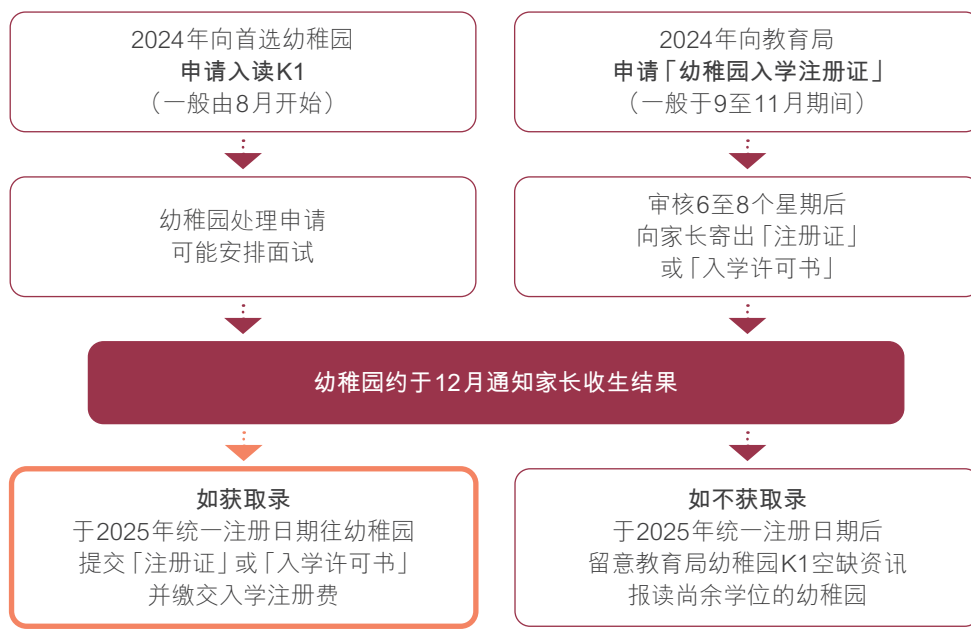 2024年向首选幼稚园
申请入读K1
（一般由8月开始）
2024年向教育局
申请「幼稚园入学注册证」
（一般于9至11月期间）
幼稚园处理申请
可能安排面试
审核6至8个星期后
向家长寄出「注册证」
或「入学许可书」
幼稚园约于12月通知家长收生结果
如获取录
于2025年统一注册日期往幼稚园
提交「注册证」或「入学许可书」
并缴交入学注册费
如不获取录
于2025年统一注册日期后
留意教育局幼稚园K1空缺资讯
报读尚余学位的幼稚园